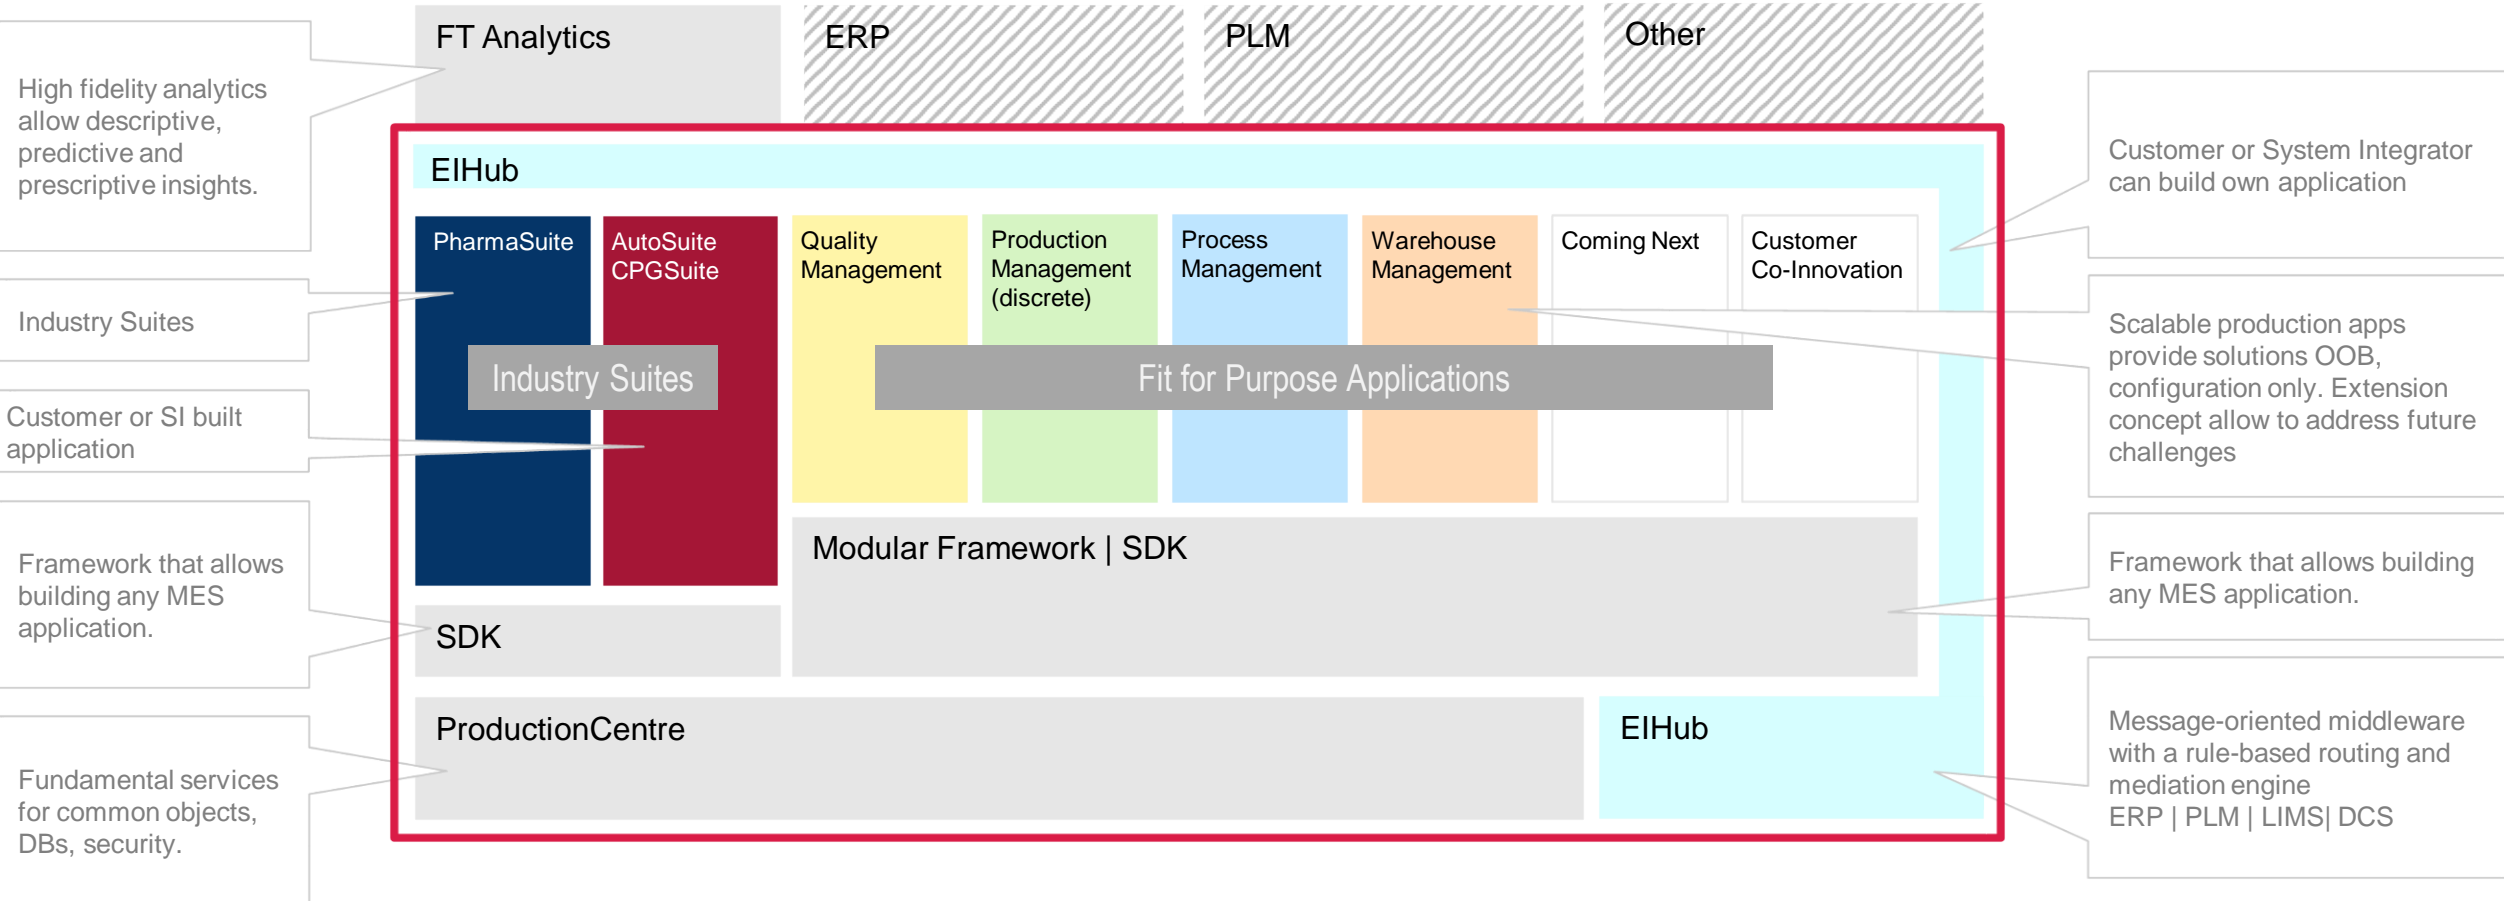 FT Analytics
ERP
PLM
Other
High fidelity analytics
allow descriptive,
predictive and
prescriptive insights.
Industry Suites
Customer or SI built
application
Framework that allows
building any MES
application.
Fundamental services
for common objects,
DBs, security.
EIHub
PharmaSuite
AutoSuite
CPGSuite
Quality
Management
Production
Management
(discrete)
Process
Management
Warehouse
Management
Coming Next
Customer
Co-Innovation
Industry Suites
Fit for Purpose Applications
Modular Framework | SDK
SDK
ProductionCentre
EIHub
Customer or System Integrator
can build own application
Scalable production apps
provide solutions OOB,
configuration only. Extension
concept allow to address future
challenges
Framework that allows building
any MES application.
Message-oriented middleware
with a rule-based routing and
mediation engine
ERP | PLM | LIMS| DCS